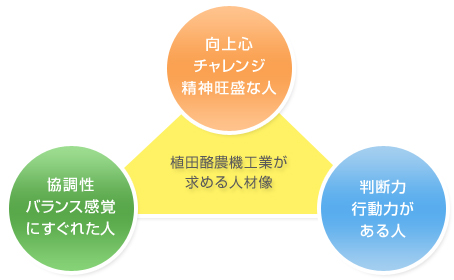 向上心
チャレンジ
精神旺盛な人
植田酪農機工業が
求める人材像
協調性
バランス感覚
にすぐれた人
判断力
行動力が
ある人